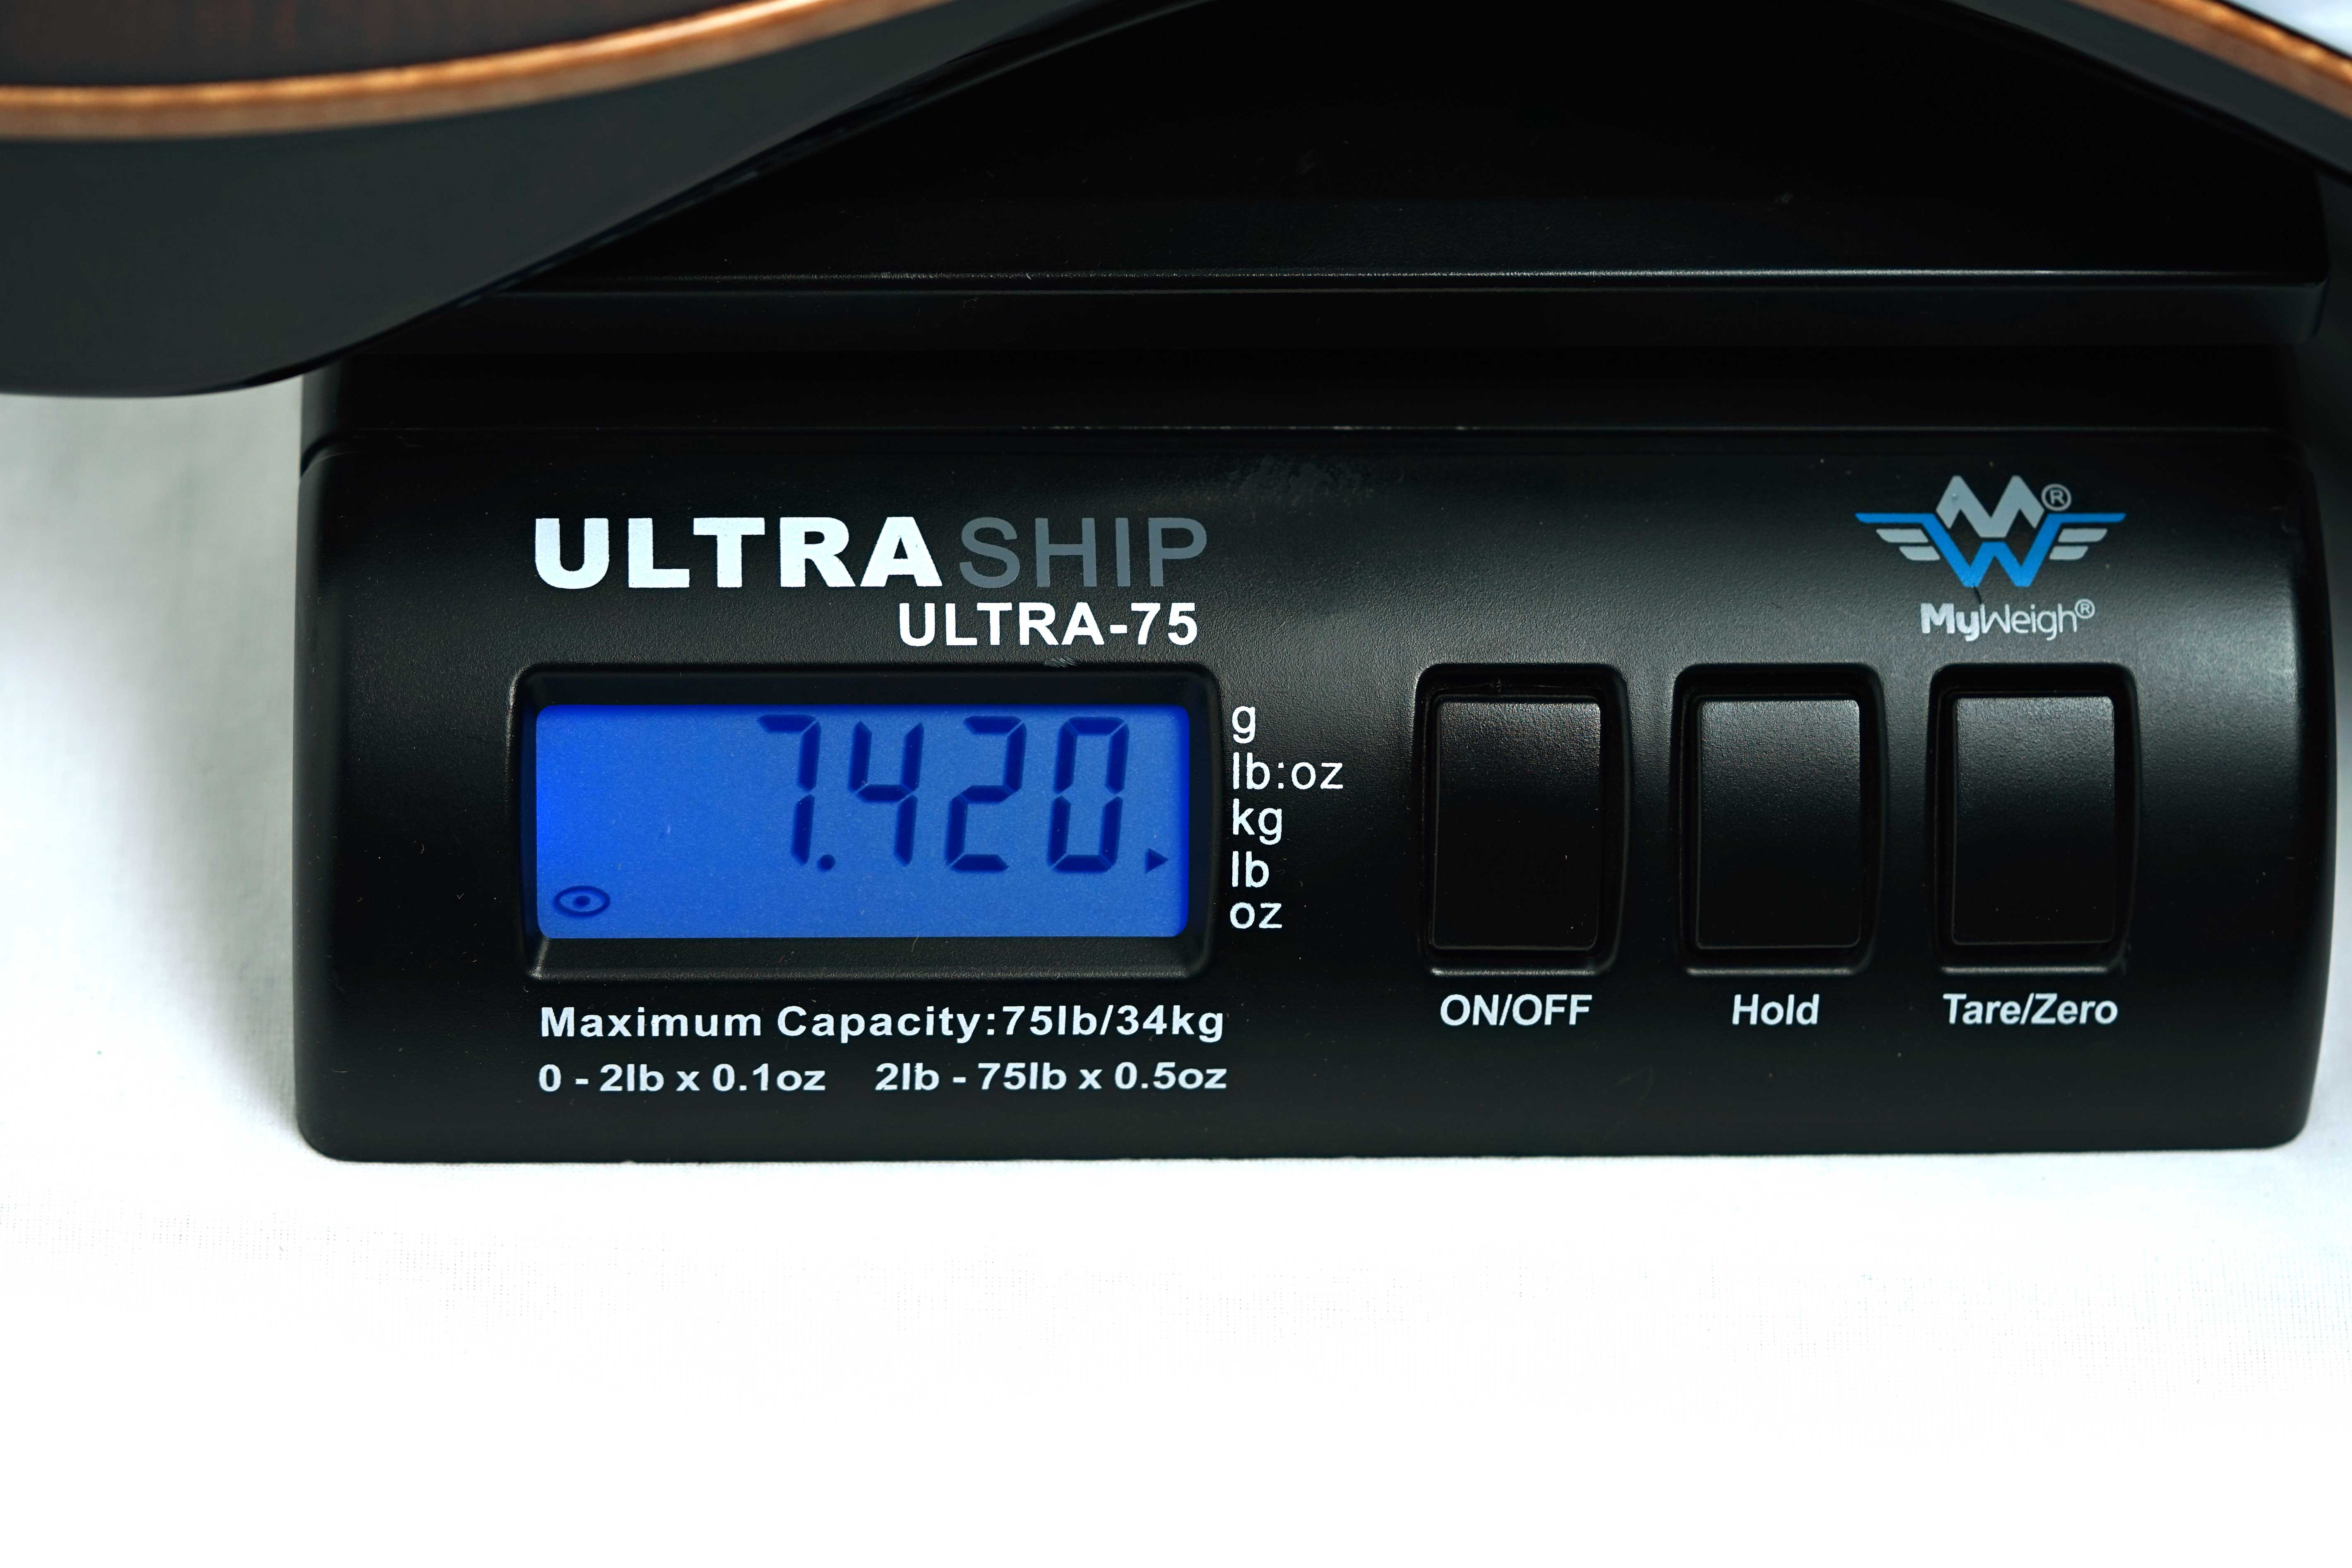 ULTRA SHIP
ULTRA-75
®
MyWeigh®
7.420.
g
lb:oz
kg
lb
oz
Maximum Capacity:75lb/34kg
0 - 2lb x 0.1oz 2lb - 75lb x 0.5oz
ON/OFF
Hold
Tare/Zero